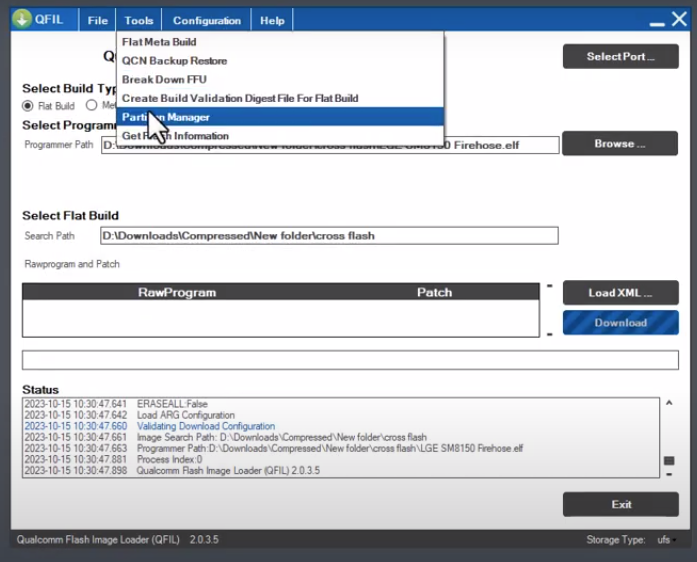 QFIL File Tools Configuration Help
Flat Meta Build
QCN Backup Restore
Break Down FFU
Create Build Validation Digest File For Flat Build
Partition Manager
Get Flash Information
Q
Select Port ...
Select Build Typ
Flat Build Me
Select Program
Programmer Path D:\Downloads\Compressed\New folder\cross flash\LGE SM8150 Firehose.elf
Browse ...
Select Flat Build
Search Path D:\Downloads\Compressed\New folder\cross flash
Rawprogram and Patch
RawProgram Patch
Load XML ...
Download
Status
2023-10-15 10:30:47.641 ERASEALL:False
2023-10-15 10:30:47.642 Load ARG Configuration
2023-10-15 10:30:47.660 Validating Download Configuration
2023-10-15 10:30:47.661 Image Search Path: D:\Downloads\Compressed\New folder\cross flash
2023-10-15 10:30:47.663 Programmer Path:D:\Downloads\Compressed\New folder\cross flash\LGE SM8150 Firehose.elf
2023-10-15 10:30:47.881 Process Index:0
2023-10-15 10:30:47.898 Qualcomm Flash Image Loader (QFIL) 2.0.3.5
Exit
Qualcomm Flash Image Loader (QFIL) 2.0.3.5 Storage Type: ufs